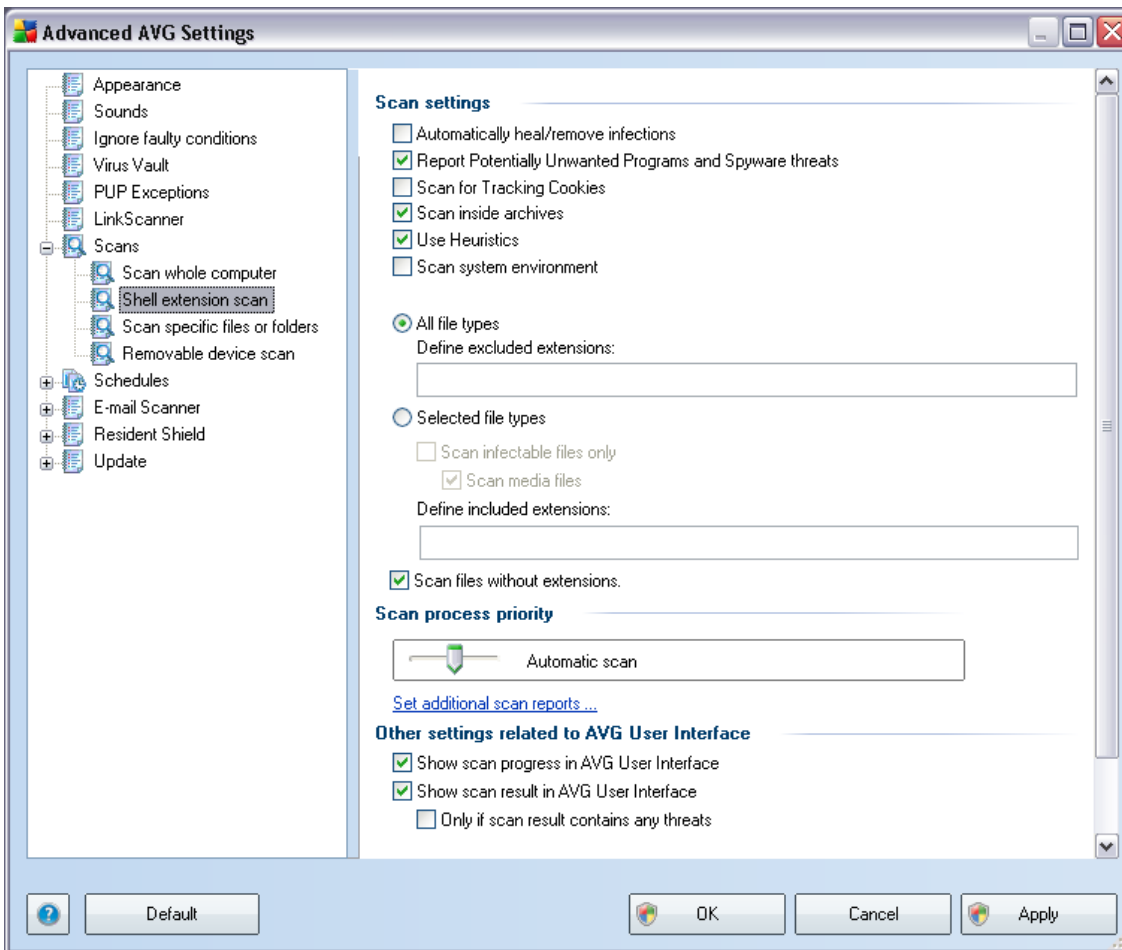 Advanced AVG Settings
Appearance
Sounds
Ignore faulty conditions
Virus Vault
PUP Exceptions
LinkScanner
Scans
Scan whole computer
Shell extension scan
Scan specific files or folders
Removable device scan
Schedules
E-mail Scanner
Resident Shield
Update
Scan settings
Automatically heal/remove infections
Report Potentially Unwanted Programs and Spyware threats
Scan for Tracking Cookies
Scan inside archives
Use Heuristics
Scan system environment
All file types
Define excluded extensions:
Selected file types
Scan infectable files only
Scan media files
Define included extensions:
Scan files without extensions.
Scan process priority
Automatic scan
Set additional scan reports ...
Other settings related to AVG User Interface
Show scan progress in AVG User Interface
Show scan result in AVG User Interface
Only if scan result contains any threats
Default
OK
Cancel
Apply